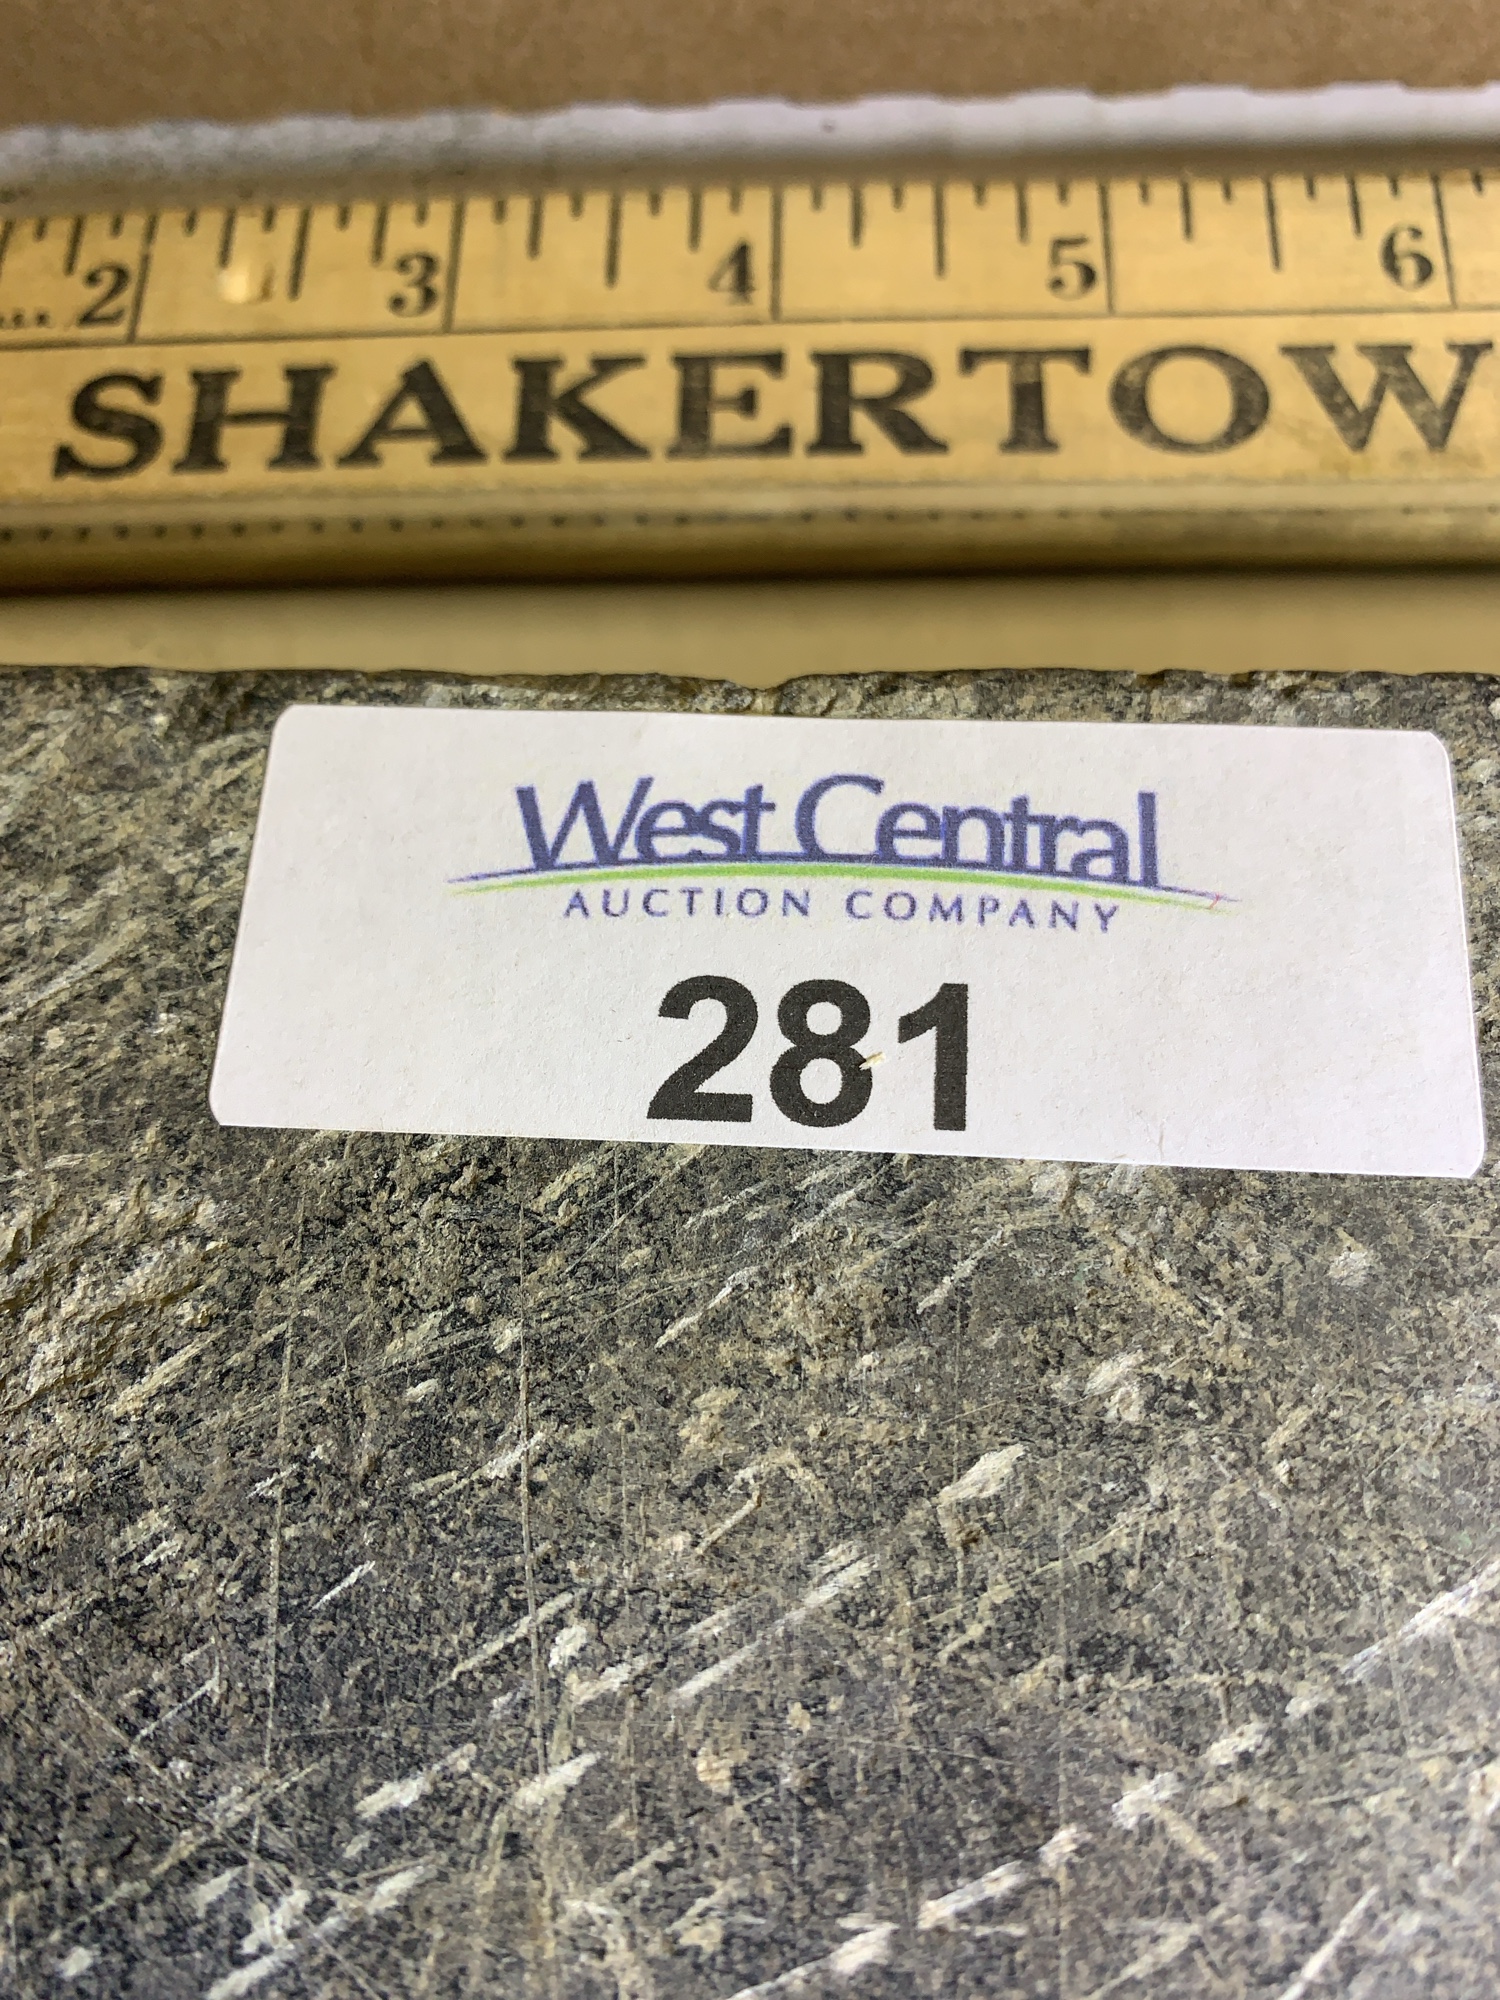 2 3 4 5 6
SHAKERTOW
West Central
AUCTION COMPANY
281